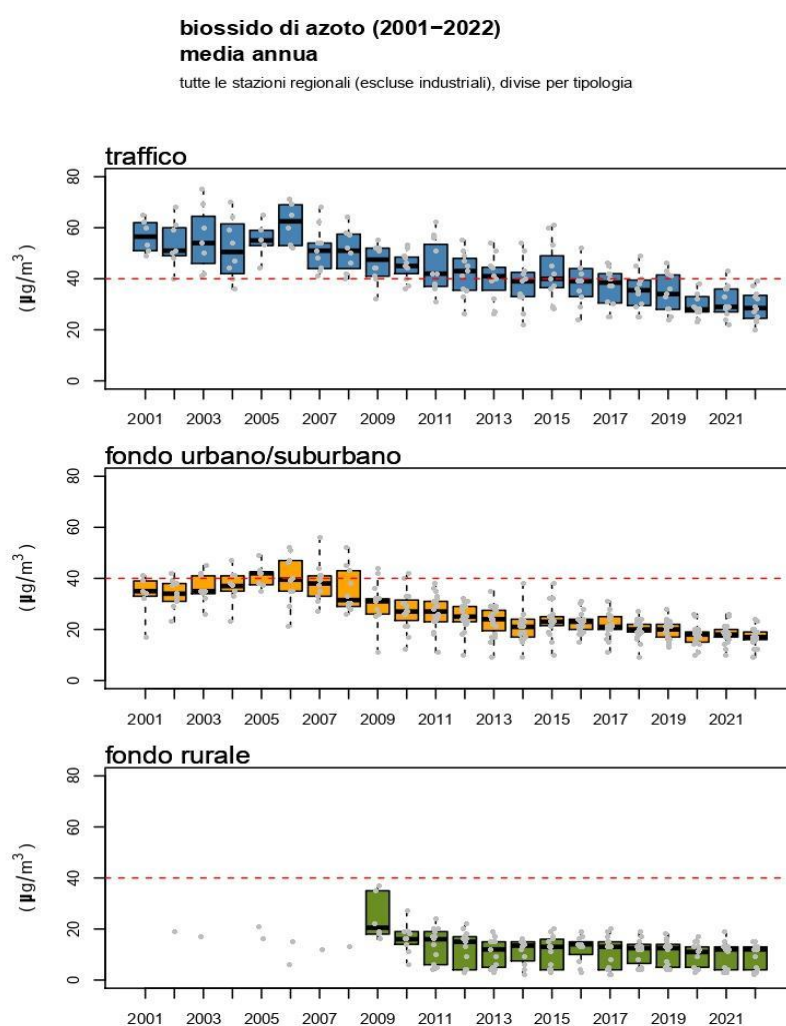 biossido di azoto (2001−2022)
media annua
tutte le stazioni regionali (escluse industriali), divise per tipologia
traffico
80
60
40
20
0
(µg/m³)
2001 2003 2005 2007 2009 2011 2013 2015 2017 2019 2021
fondo urbano/suburbano
80
60
40
20
0
(µg/m³)
2001 2003 2005 2007 2009 2011 2013 2015 2017 2019 2021
fondo rurale
80
60
40
20
0
(µg/m³)
2001 2003 2005 2007 2009 2011 2013 2015 2017 2019 2021